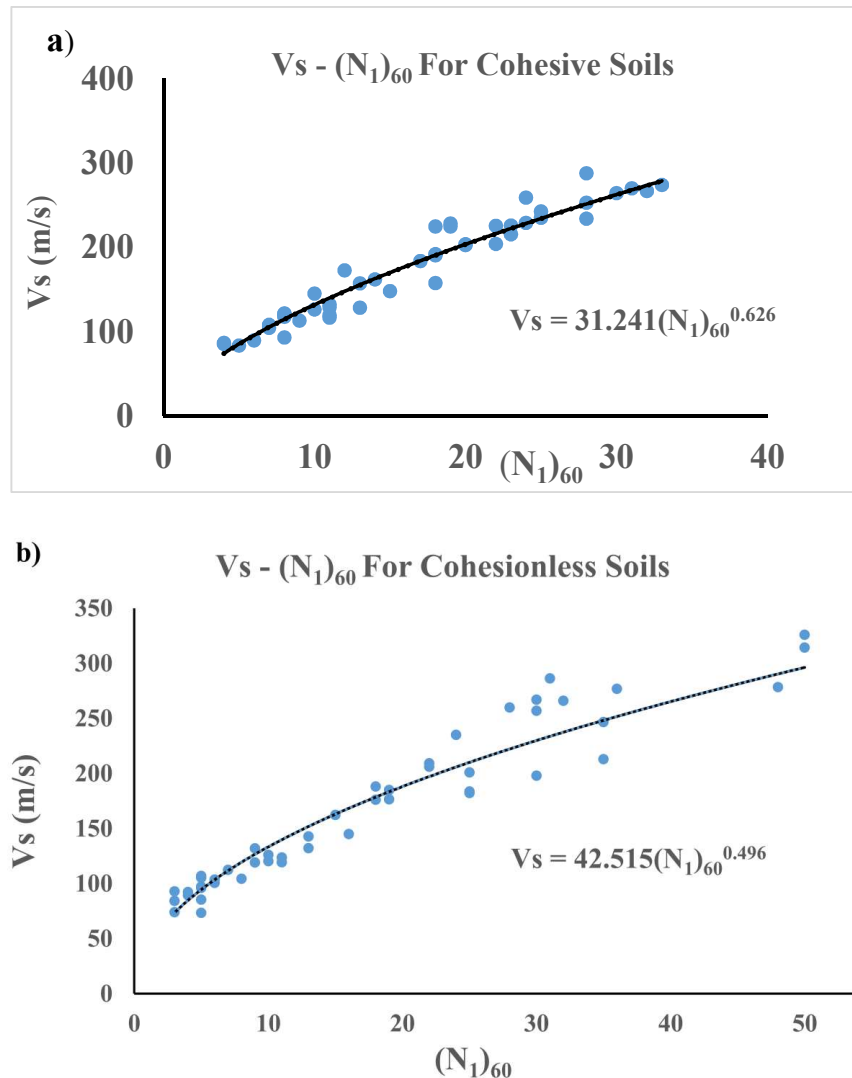 a)
Vs - (N₁)₆₀ For Cohesive Soils
400
300
200
100
0
Vs (m/s)
Vs = 31.241(N₁)₆₀^0.626
0 10 20 30 40
(N₁)₆₀
b)
Vs - (N₁)₆₀ For Cohesionless Soils
350
300
250
200
150
100
50
0
Vs (m/s)
Vs = 42.515(N₁)₆₀^0.496
0 10 20 30 40 50
(N₁)₆₀